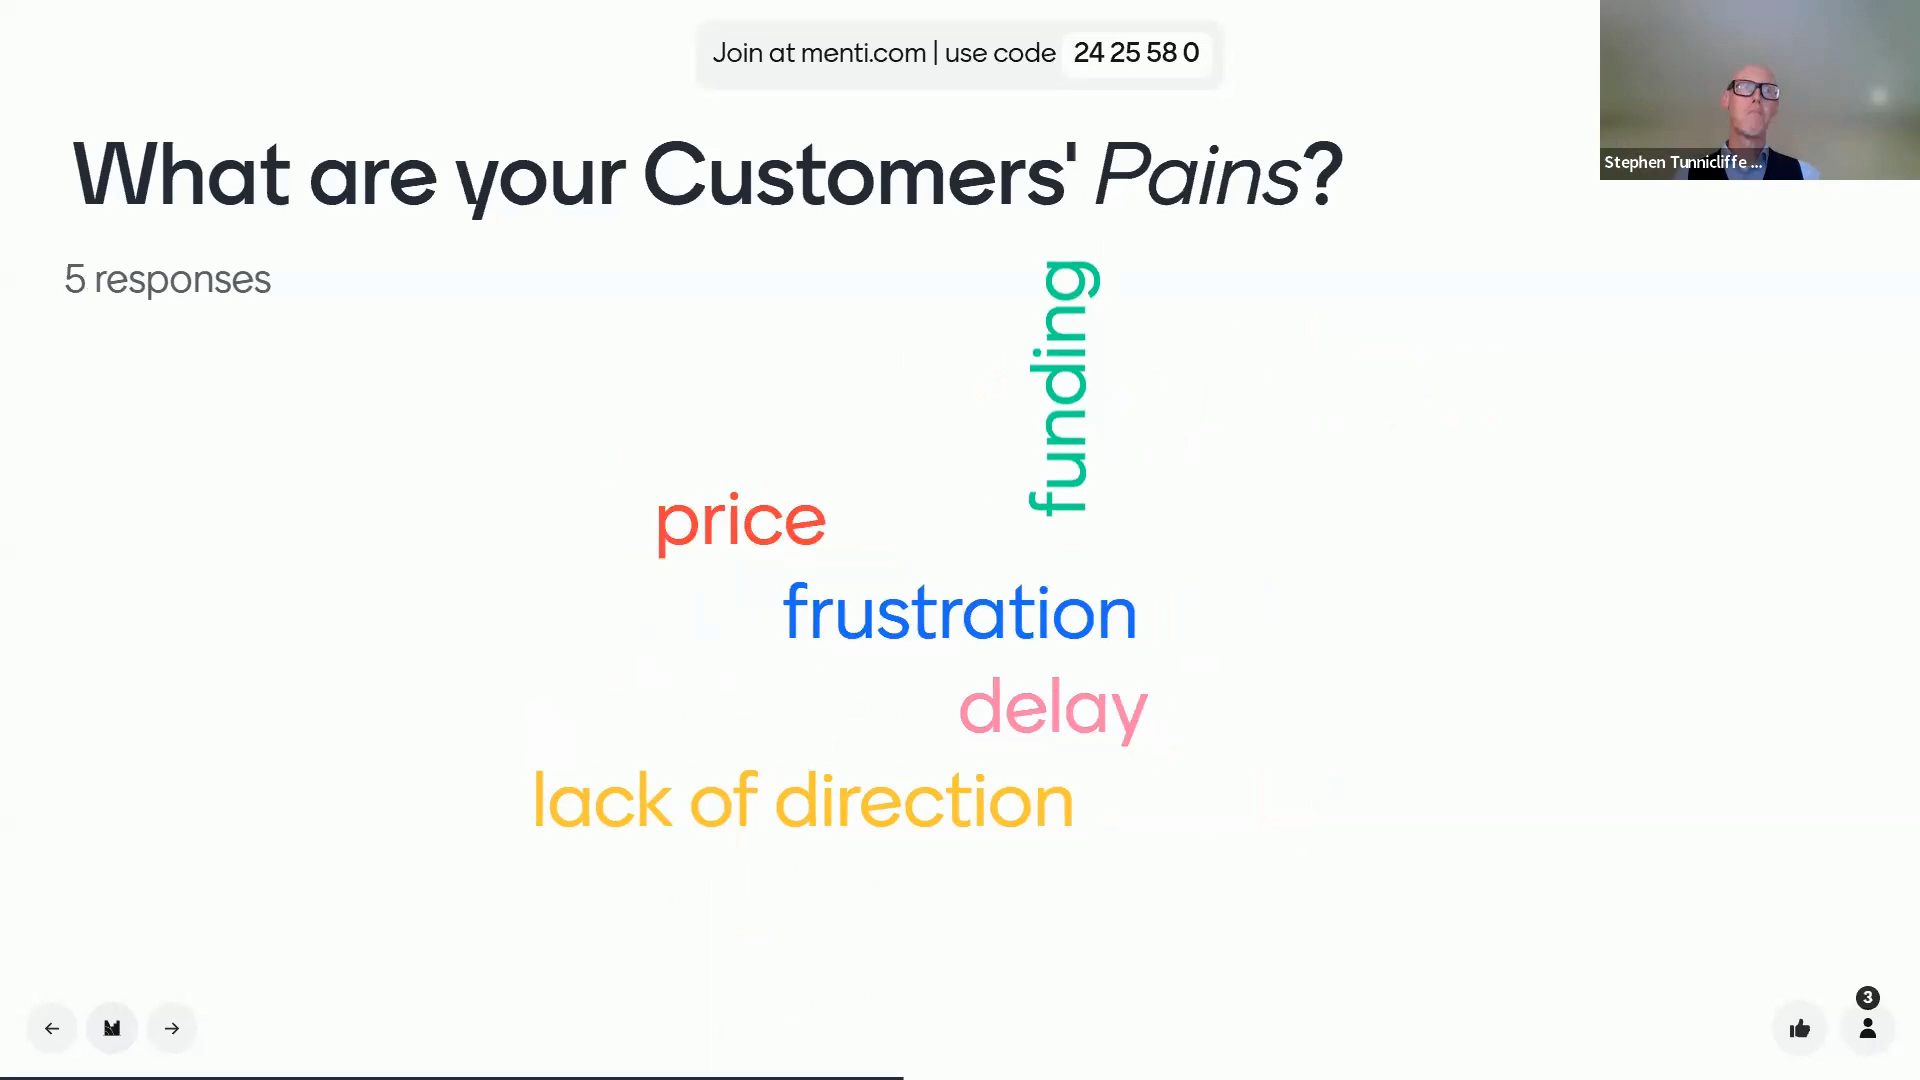 Join at menti.com | use code 24 25 58 0
What are your Customers' Pains?
Stephen Tunnicliffe ...
5 responses
funding
price
frustration
delay
lack of direction
3